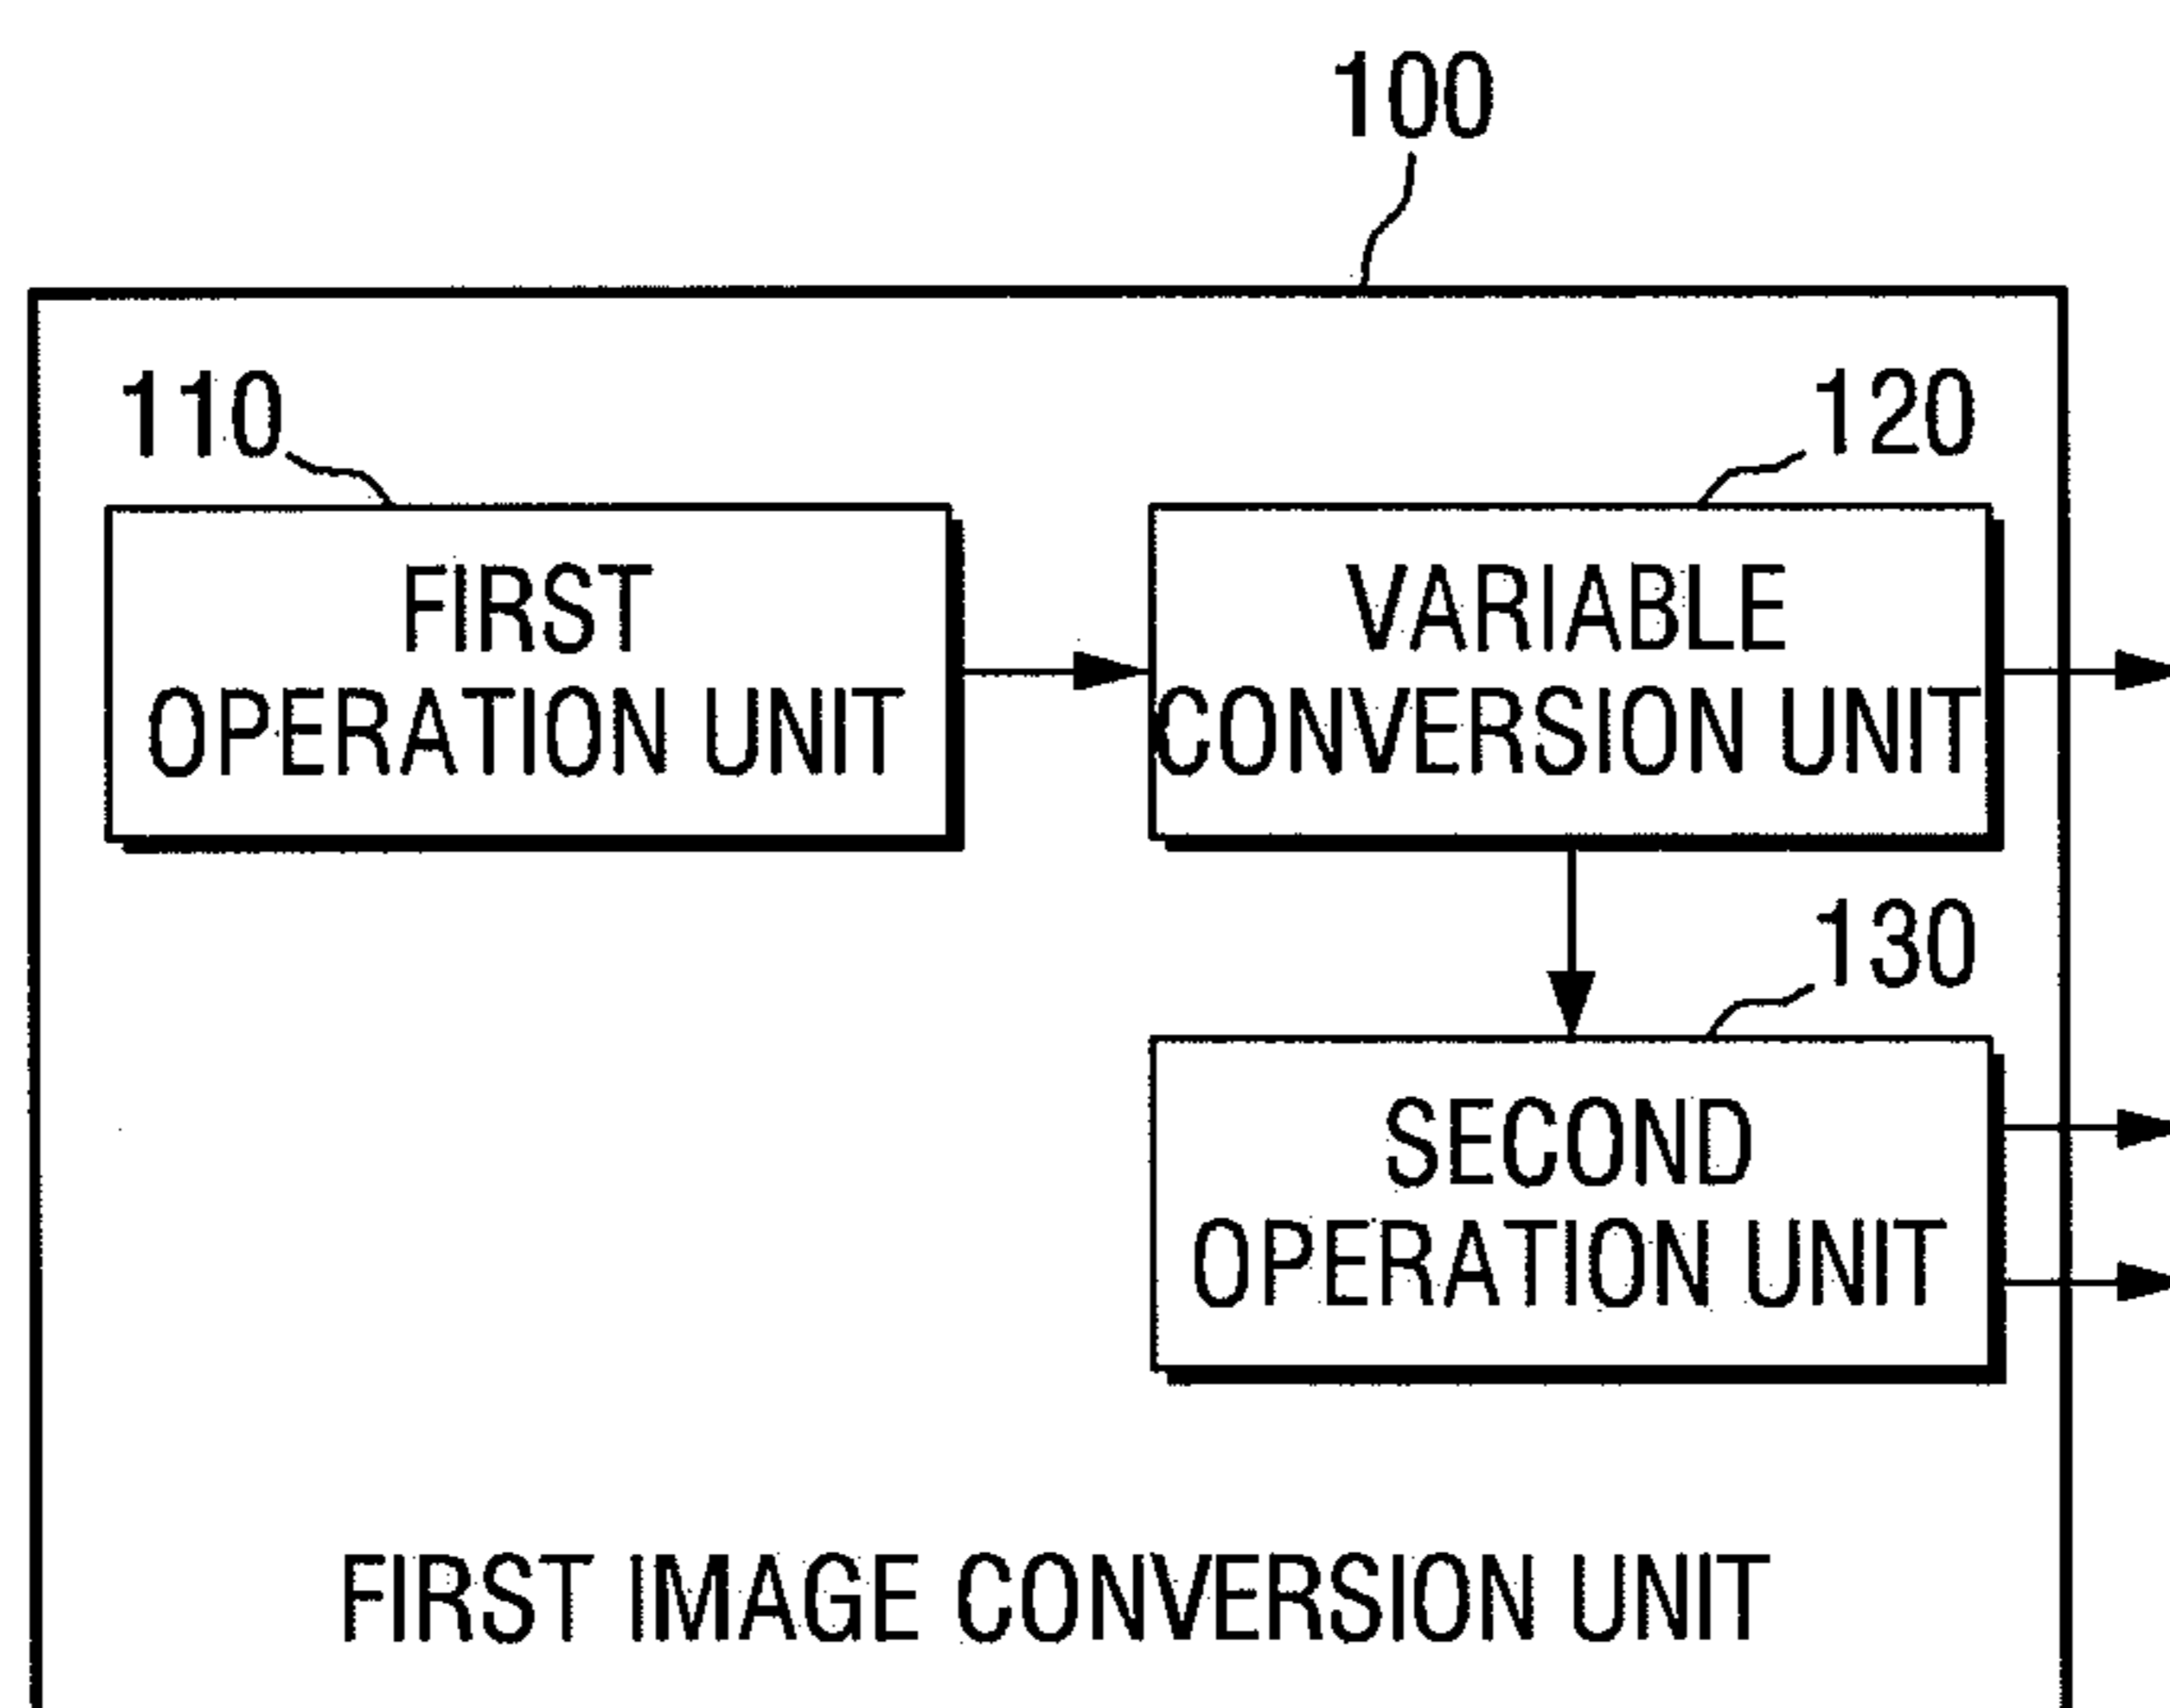 100
110
120
FIRST
OPERATION UNIT
VARIABLE
CONVERSION UNIT
130
SECOND
OPERATION UNIT
FIRST IMAGE CONVERSION UNIT